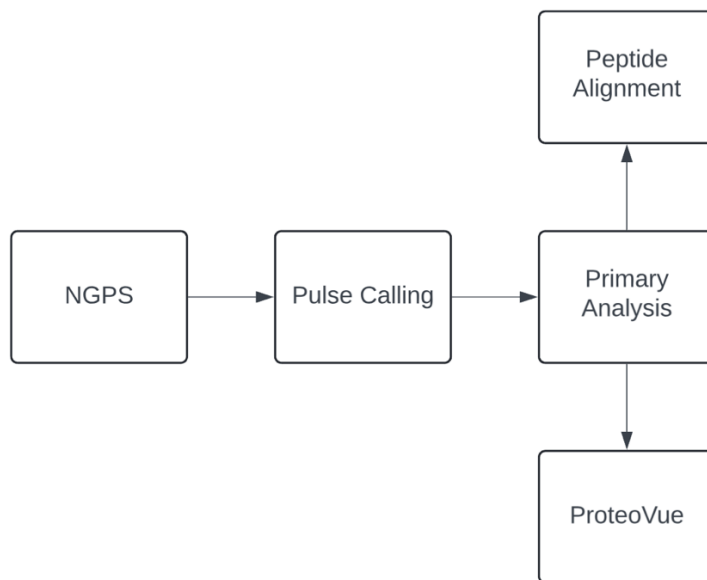 Peptide
Alignment
NGPS
Pulse Calling
Primary
Analysis
ProteoVue